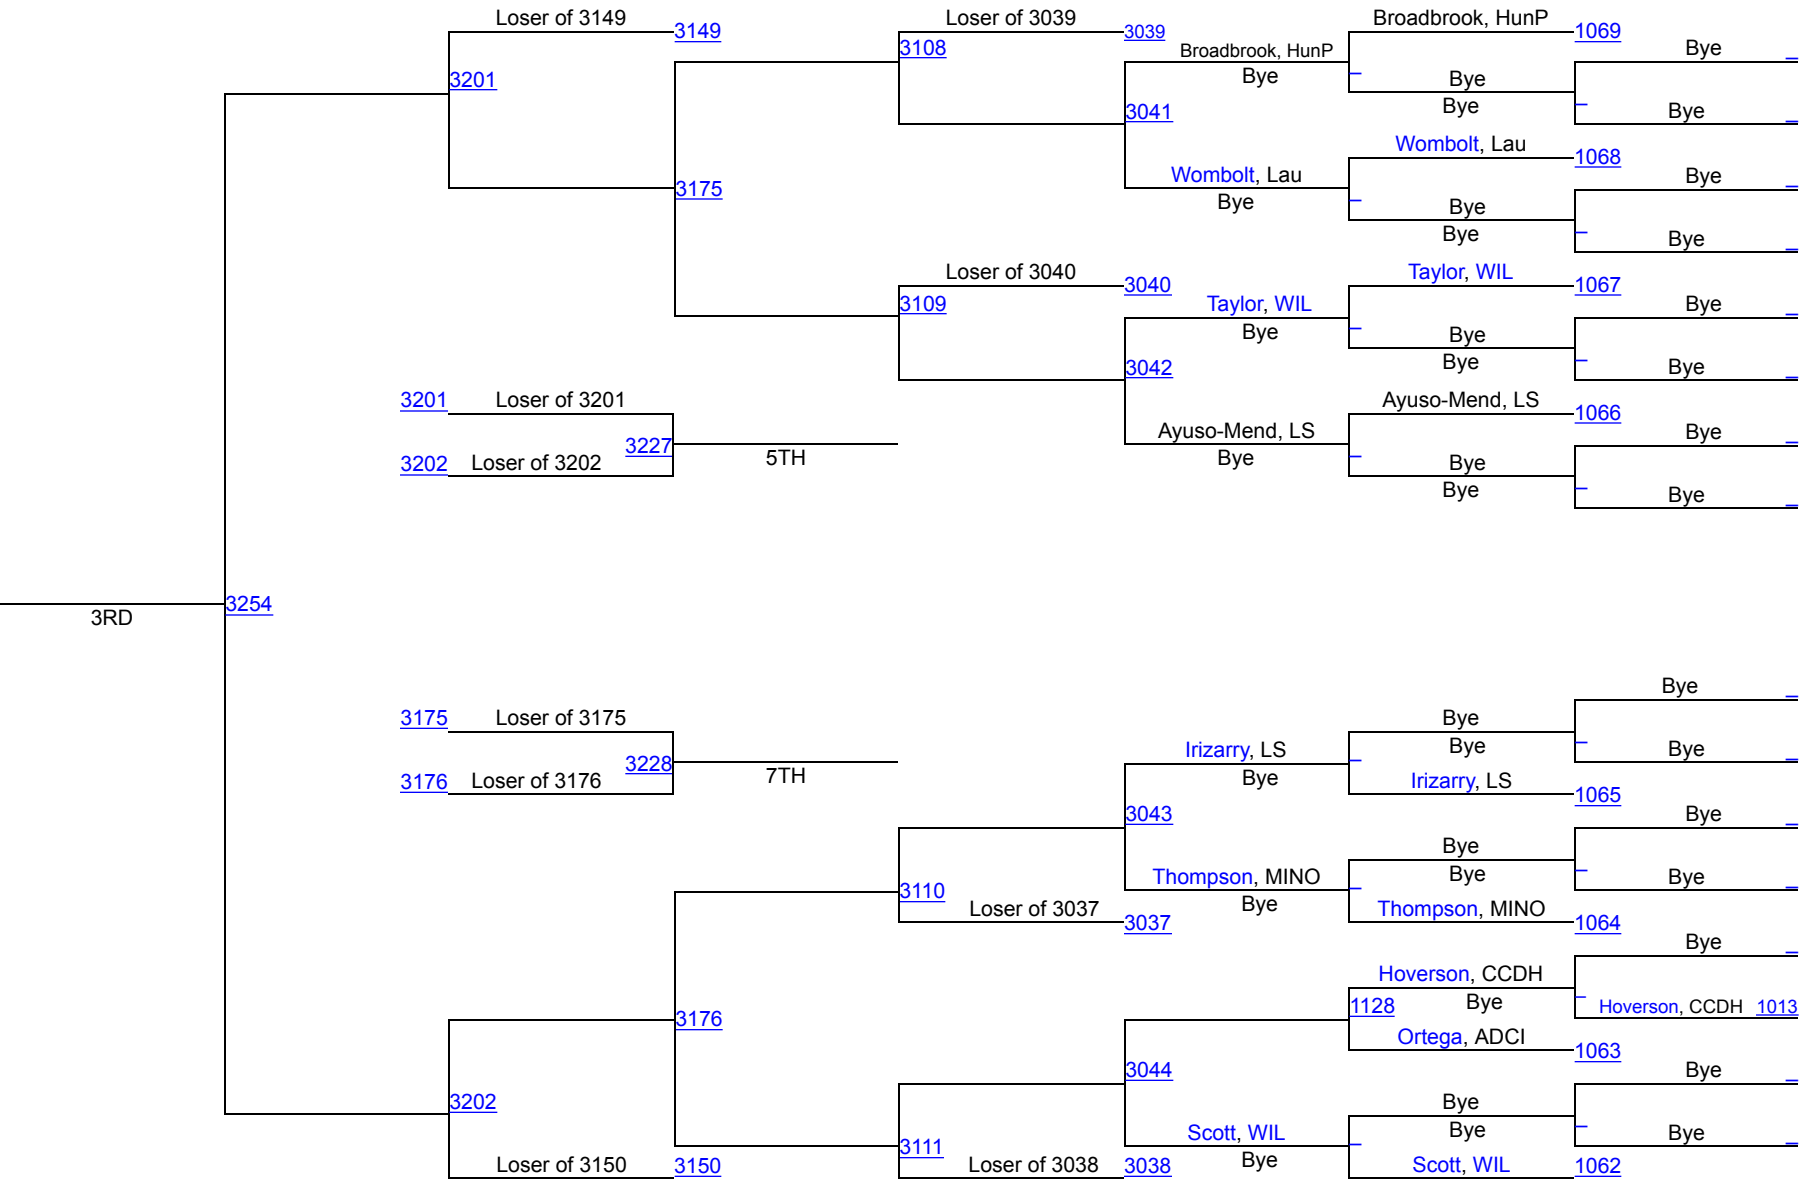 Loser of 3149
3149
Loser of 3039
3039
Broadbrook, HunP
1069
Bye
3201
3108
Broadbrook, HunP
Bye
Bye
Bye
Bye
3041
Wombolt, Lau
1068
Bye
3175
Wombolt, Lau
Bye
Bye
Bye
Bye
Loser of 3040
3040
Taylor, WIL
1067
Bye
3109
Taylor, WIL
Bye
Bye
Bye
Bye
3042
3201 Loser of 3201
Ayuso-Mend, LS
1066
Bye
3227
5TH
Ayuso-Mend, LS
Bye
3202 Loser of 3202
Bye
Bye
Bye
3254
3RD
Bye
3175 Loser of 3175
Bye
Bye
Bye
3228
7TH
Irizarry, LS
Bye
3176 Loser of 3176
Irizarry, LS
1065
Bye
3043
Bye
Bye
Bye
3110
Thompson, MINO
Bye
Loser of 3037
3037
Thompson, MINO
1064
Bye
Hoverson, CCDH
Bye
1128
Hoverson, CCDH 1013
3176
Ortega, ADCI
1063
Bye
3044
3202
Bye
Bye
Bye
3111
Scott, WIL
Bye
Loser of 3150
3150
Loser of 3038
3038
Scott, WIL
1062